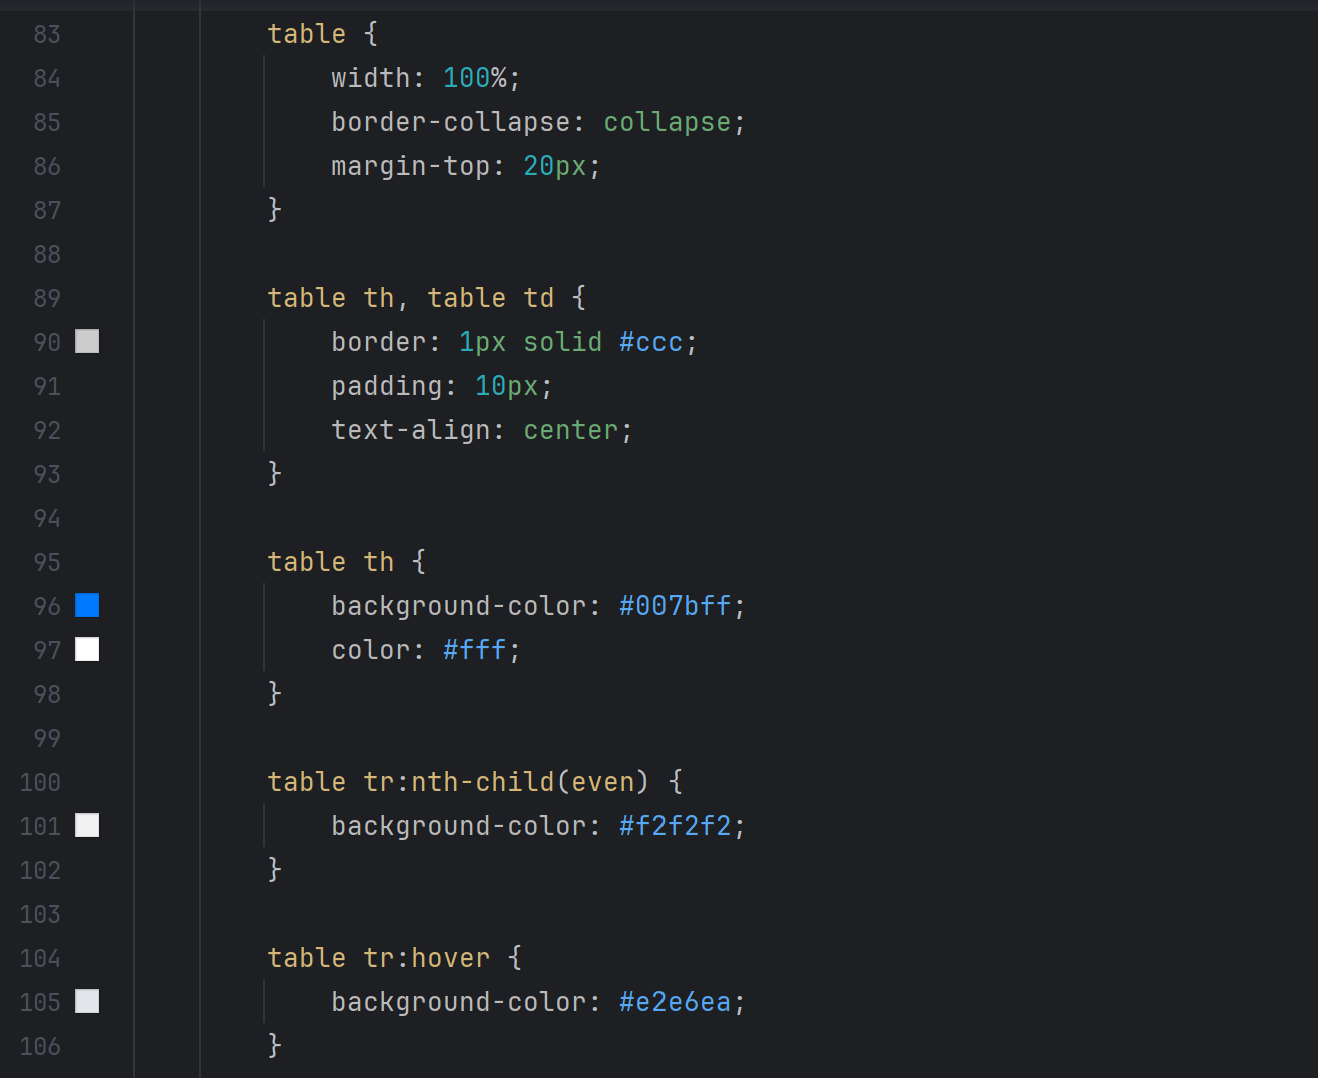 83 table {
84 width: 100%;
85 border-collapse: collapse;
86 margin-top: 20px;
87 }
88
89 table th, table td {
90 border: 1px solid #ccc;
91 padding: 10px;
92 text-align: center;
93 }
94
95 table th {
96 background-color: #007bff;
97 color: #fff;
98 }
99
100 table tr:nth-child(even) {
101 background-color: #f2f2f2;
102 }
103
104 table tr:hover {
105 background-color: #e2e6ea;
106 }